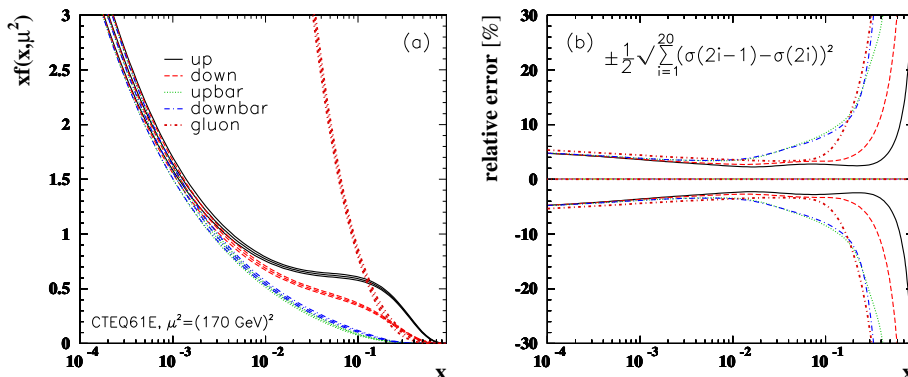 xf(x,μ²)
3
2.5
2
1.5
1
0.5
0
(a)
up
down
upbar
downbar
gluon
CTEQ61E, μ²=(170 GeV)²
10⁻⁴
10⁻³
10⁻²
10⁻¹
x
relative error [%]
30
20
10
0
-10
-20
-30
(b)
±½√∑(σ(2i−1)−σ(2i))²
20
i=1
10⁻⁴
10⁻³
10⁻²
10⁻¹
x